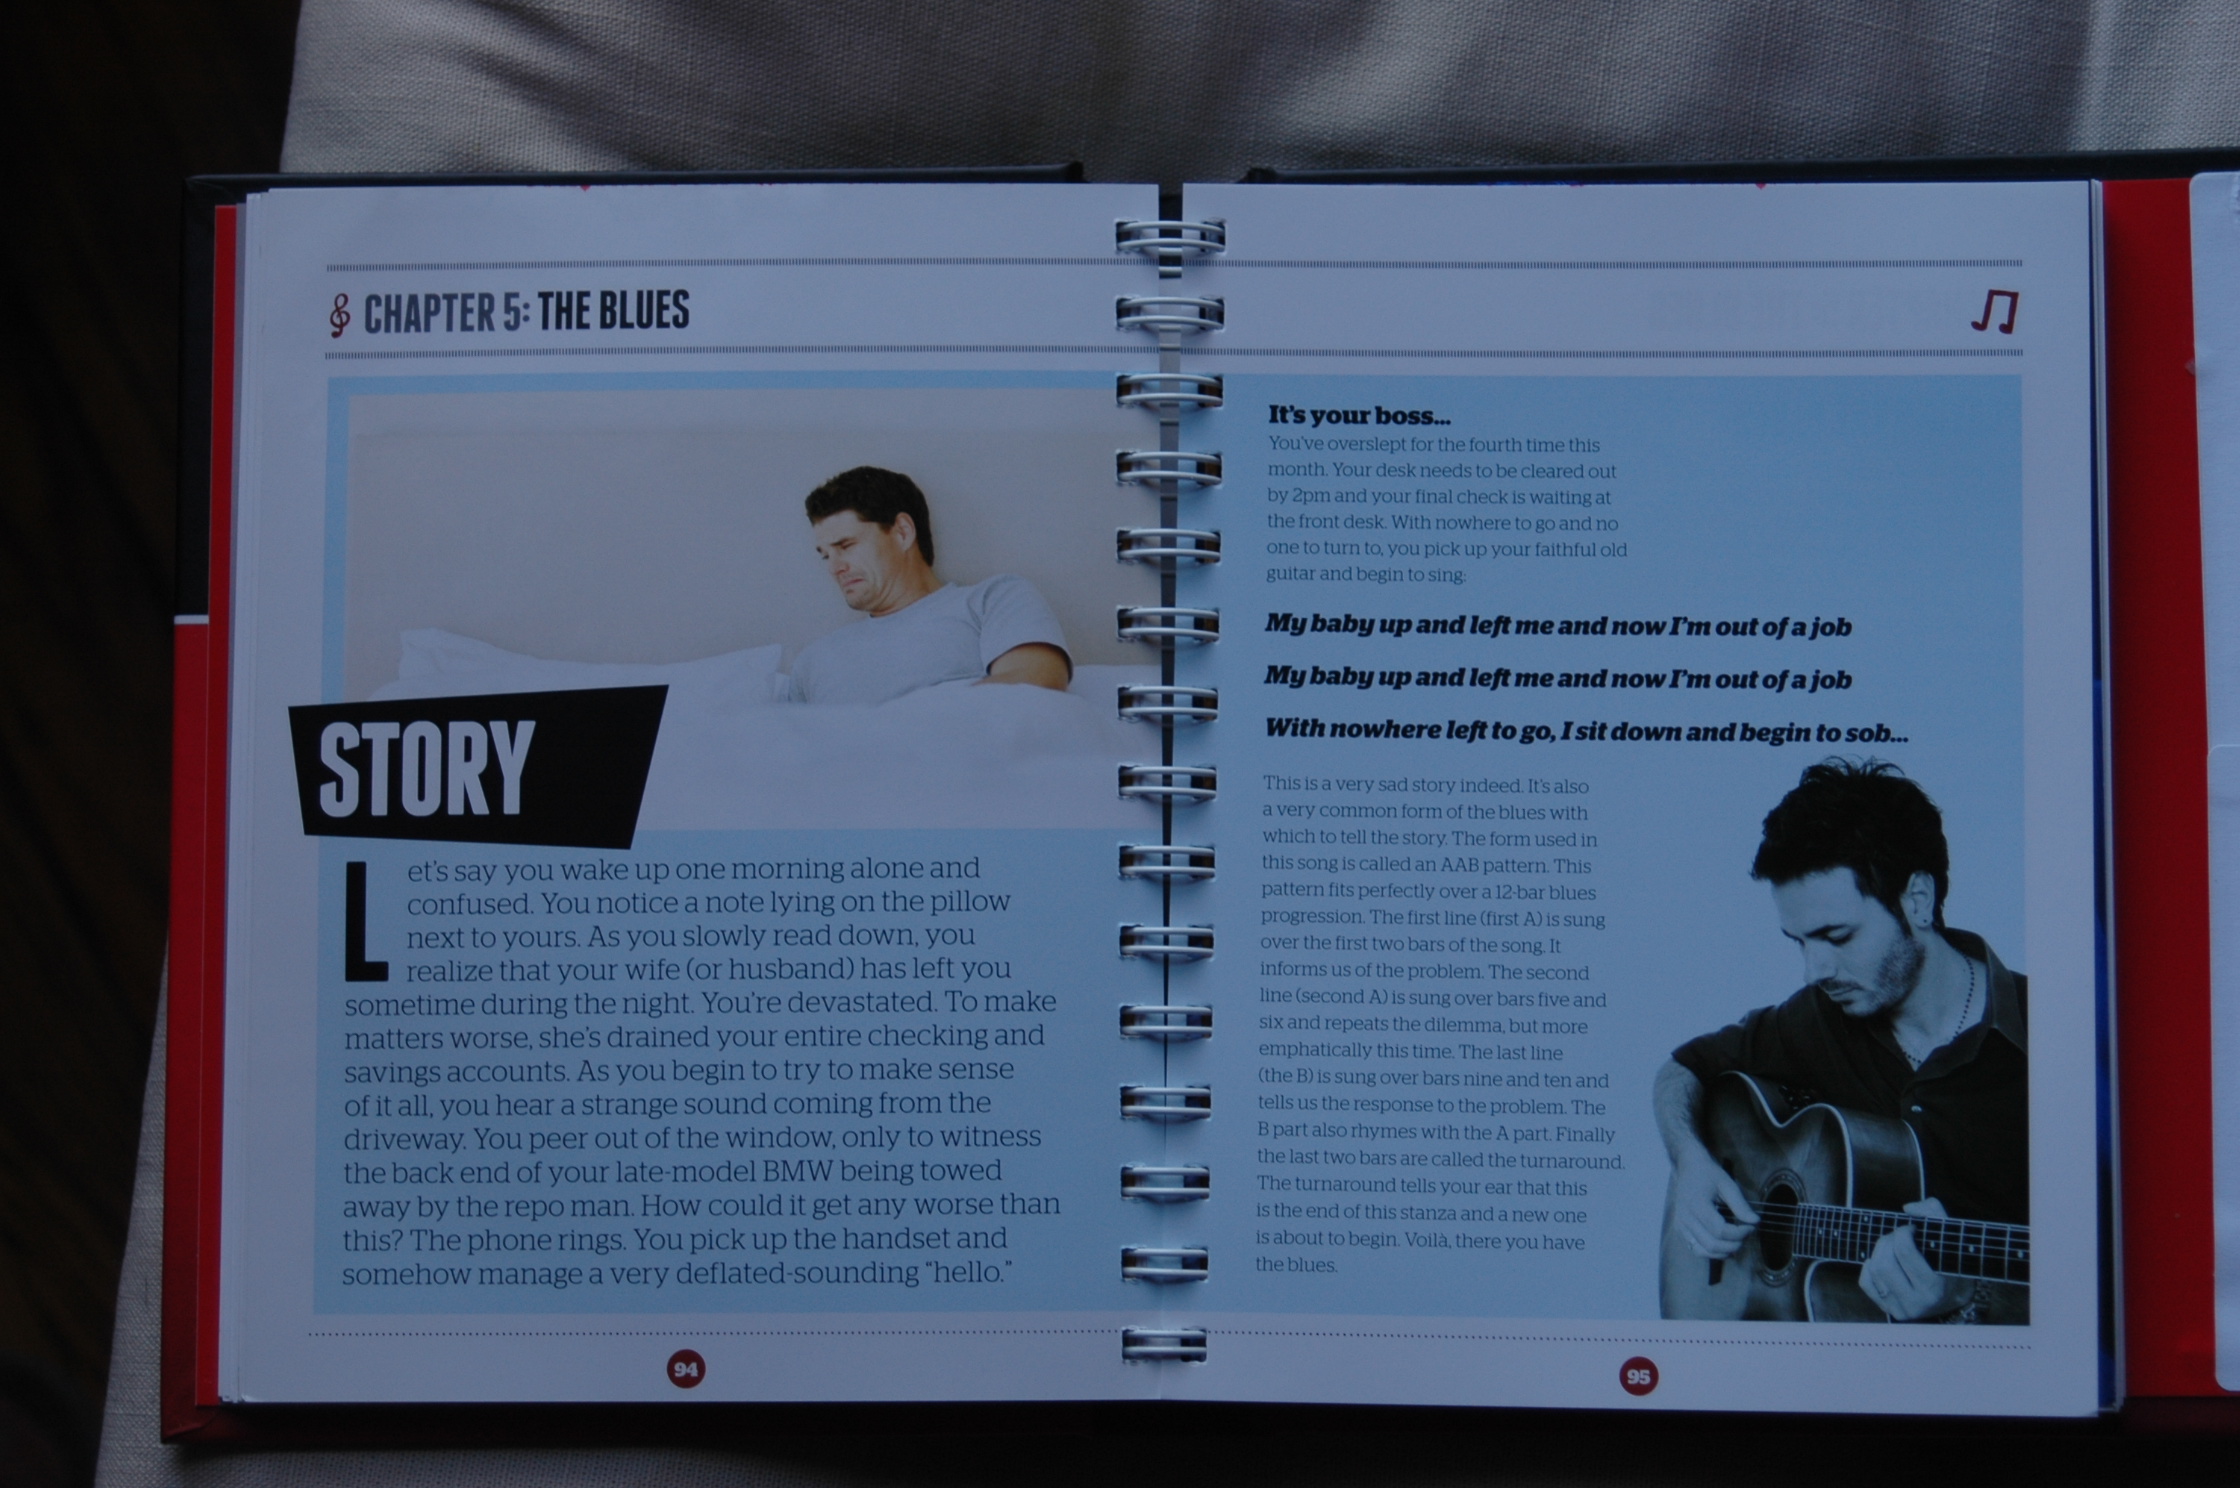 CHAPTER 5: THE BLUES
STORY
Let's say you wake up one morning alone and
confused. You notice a note lying on the pillow
next to yours. As you slowly read down, you
realize that your wife (or husband) has left you
sometime during the night. You're devastated. To make
matters worse, she's drained your entire checking and
savings accounts. As you begin to try to make sense
of it all, you hear a strange sound coming from the
driveway. You peer out of the window, only to witness
the back end of your late-model BMW being towed
away by the repo man. How could it get any worse than
this? The phone rings. You pick up the handset and
somehow manage a very deflated-sounding “hello.”
94
It's your boss...
You've overslept for the fourth time this
month. Your desk needs to be cleared out
by 2pm and your final check is waiting at
the front desk. With nowhere to go and no
one to turn to, you pick up your faithful old
guitar and begin to sing:
My baby up and left me and now I'm out of a job
My baby up and left me and now I'm out of a job
With nowhere left to go, I sit down and begin to sob...
This is a very sad story indeed. It's also
a very common form of the blues with
which to tell the story. The form used in
this song is called an AAB pattern. This
pattern fits perfectly over a 12-bar blues
progression. The first line (first A) is sung
over the first two bars of the song. It
informs us of the problem. The second
line (second A) is sung over bars five and
six and repeats the dilemma, but more
emphatically this time. The last line
(the B) is sung over bars nine and ten and
tells us the response to the problem. The
B part also rhymes with the A part. Finally
the last two bars are called the turnaround.
The turnaround tells your ear that this
is the end of this stanza and a new one
is about to begin. Voilà, there you have
the blues.
95